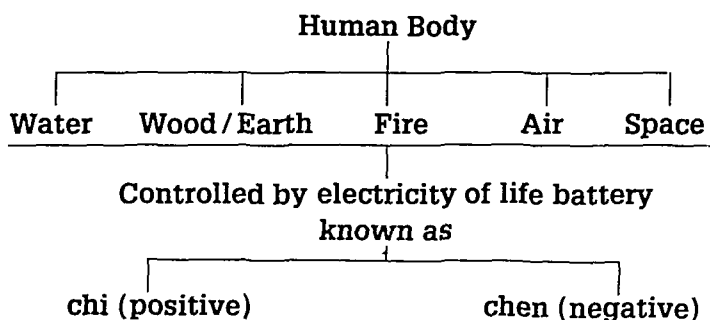 Human Body
Water Wood/Earth Fire Air Space
Controlled by electricity of life battery
known as
chi (positive) chen (negative)